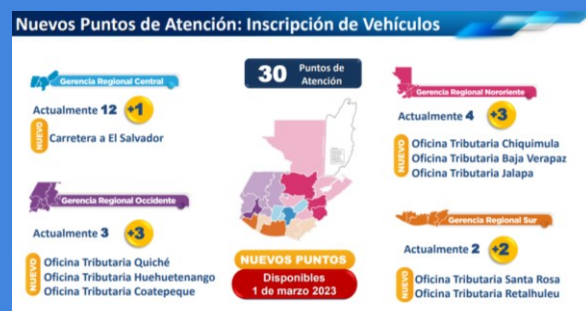 Nuevos Puntos de Atención: Inscripción de Vehículos
30 Puntos de Atención
Gerencia Regional Central
Actualmente 12 +1
NUEVO
Carretera a El Salvador
Gerencia Regional Occidente
Actualmente 3 +3
NUEVO
Oficina Tributaria Quiché
Oficina Tributaria Huehuetenango
Oficina Tributaria Coatepeque
NUEVOS PUNTOS
Disponibles
1 de marzo 2023
Gerencia Regional Nororiente
Actualmente 4 +3
NUEVO
Oficina Tributaria Chiquimula
Oficina Tributaria Baja Verapaz
Oficina Tributaria Jalapa
Gerencia Regional Sur
Actualmente 2 +2
NUEVO
Oficina Tributaria Santa Rosa
Oficina Tributaria Retalhuleu